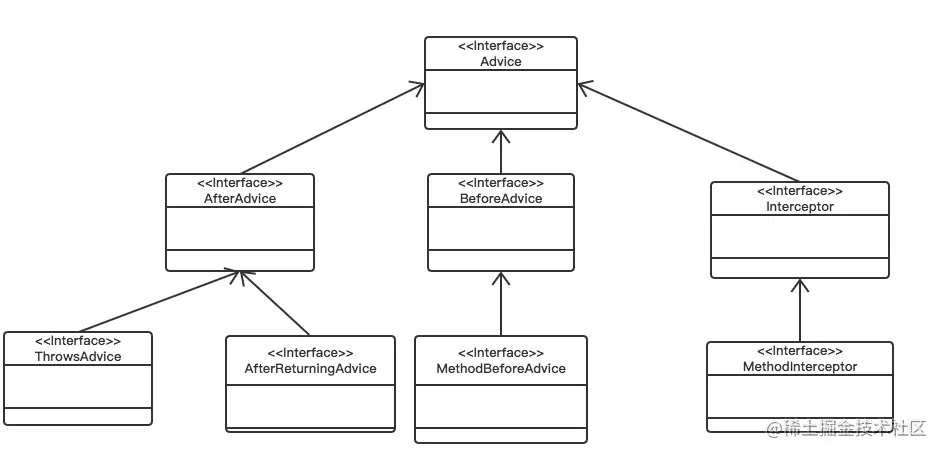 <<Interface>>
Advice
<<Interface>>
AfterAdvice
<<Interface>>
BeforeAdvice
<<Interface>>
Interceptor
<<Interface>>
ThrowsAdvice
<<Interface>>
AfterReturningAdvice
<<Interface>>
MethodBeforeAdvice
<<Interface>>
MethodInterceptor
@稀土掘金技术社区